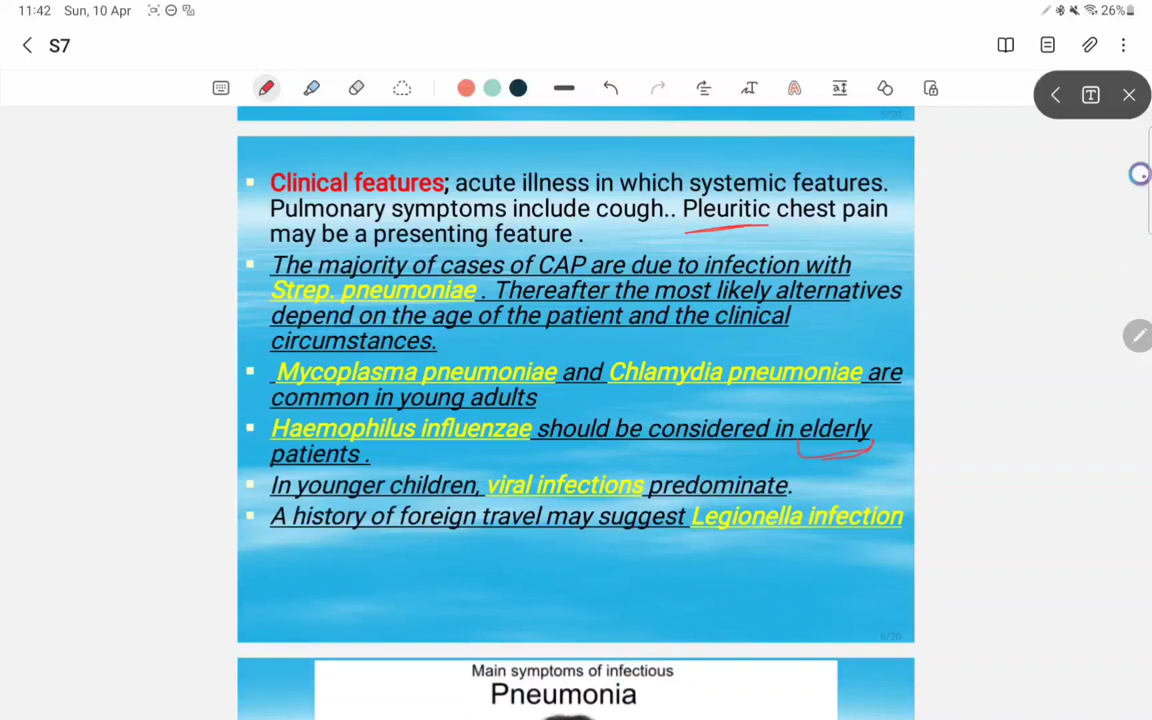 11:42 Sun, 10 Apr 26%
S7
5/20
Clinical features; acute illness in which systemic features.
Pulmonary symptoms include cough.. Pleuritic chest pain
may be a presenting feature .
The majority of cases of CAP are due to infection with
Strep. pneumoniae . Thereafter the most likely alternatives
depend on the age of the patient and the clinical
circumstances.
Mycoplasma pneumoniae and Chlamydia pneumoniae are
common in young adults
Haemophilus influenzae should be considered in elderly
patients .
In younger children, viral infections predominate.
A history of foreign travel may suggest Legionella infection
6/20
Main symptoms of infectious
Pneumonia